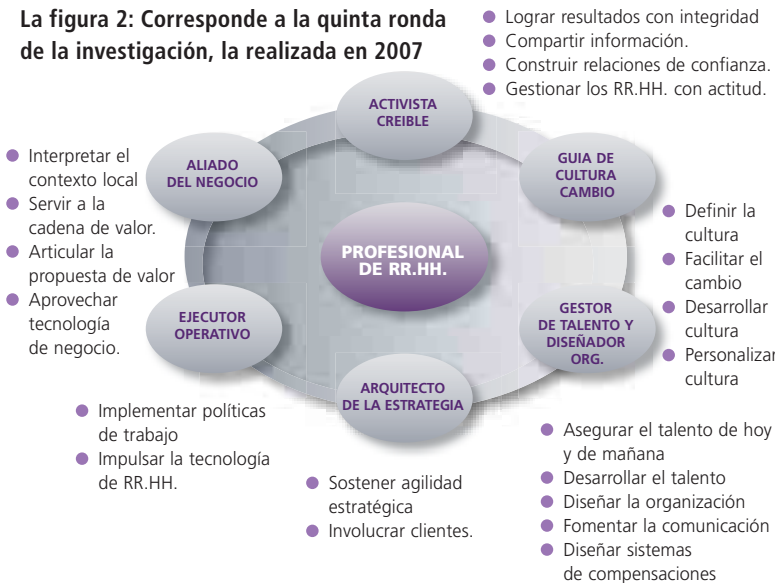 La figura 2: Corresponde a la quinta ronda
de la investigación, la realizada en 2007
Lograr resultados con integridad
Compartir información.
Construir relaciones de confianza.
Gestionar los RR.HH. con actitud.
ACTIVISTA
CREIBLE
Interpretar el
contexto local
Servir a la
cadena de valor.
Articular la
propuesta de valor
Aprovechar
tecnología
de negocio.
ALIADO
DEL NEGOCIO
GUIA DE
CULTURA
CAMBIO
Definir la
cultura
Facilitar el
cambio
Desarrollar
cultura
Personalizar
cultura
PROFESIONAL
DE RR.HH.
EJECUTOR
OPERATIVO
GESTOR
DE TALENTO Y
DISEÑADOR
ORG.
ARQUITECTO
DE LA ESTRATEGIA
Implementar políticas
de trabajo
Impulsar la tecnología
de RR.HH.
Sostener agilidad
estratégica
Involucrar clientes.
Asegurar el talento de hoy
y de mañana
Desarrollar el talento
Diseñar la organización
Fomentar la comunicación
Diseñar sistemas
de compensaciones